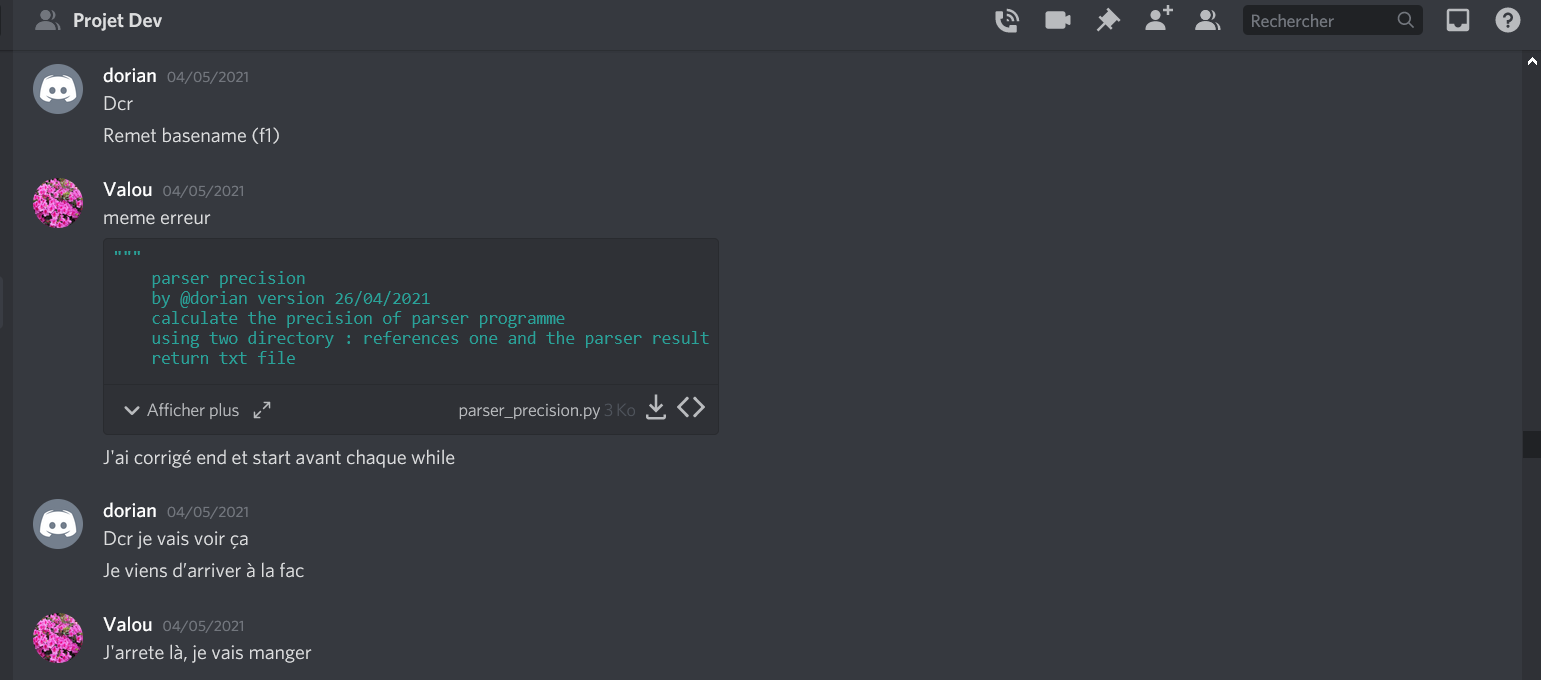 Projet Dev
Rechercher
dorian 04/05/2021
Dcr
Remet basename (f1)
Valou 04/05/2021
meme erreur
"""
parser precision
by @dorian version 26/04/2021
calculate the precision of parser programme
using two directory : references one and the parser result
return txt file
Afficher plus
parser_precision.py 3 Ko
J'ai corrigé end et start avant chaque while
dorian 04/05/2021
Dcr je vais voir ça
Je viens d’arriver à la fac
Valou 04/05/2021
J'arrete là, je vais manger